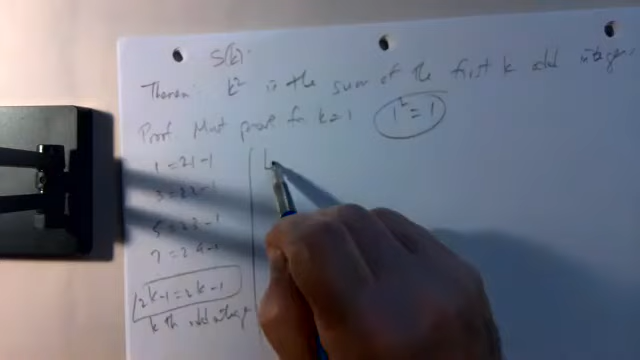 S(k):
Theorem: k² is the sum of the first k odd integers.
Proof. Must proof for k=1 1² = 1
1 = 2·1-1
3 = 2·2-1
5 = 2·3-1
7 = 2·4-1
2k-1 = 2k-1
k th odd integer